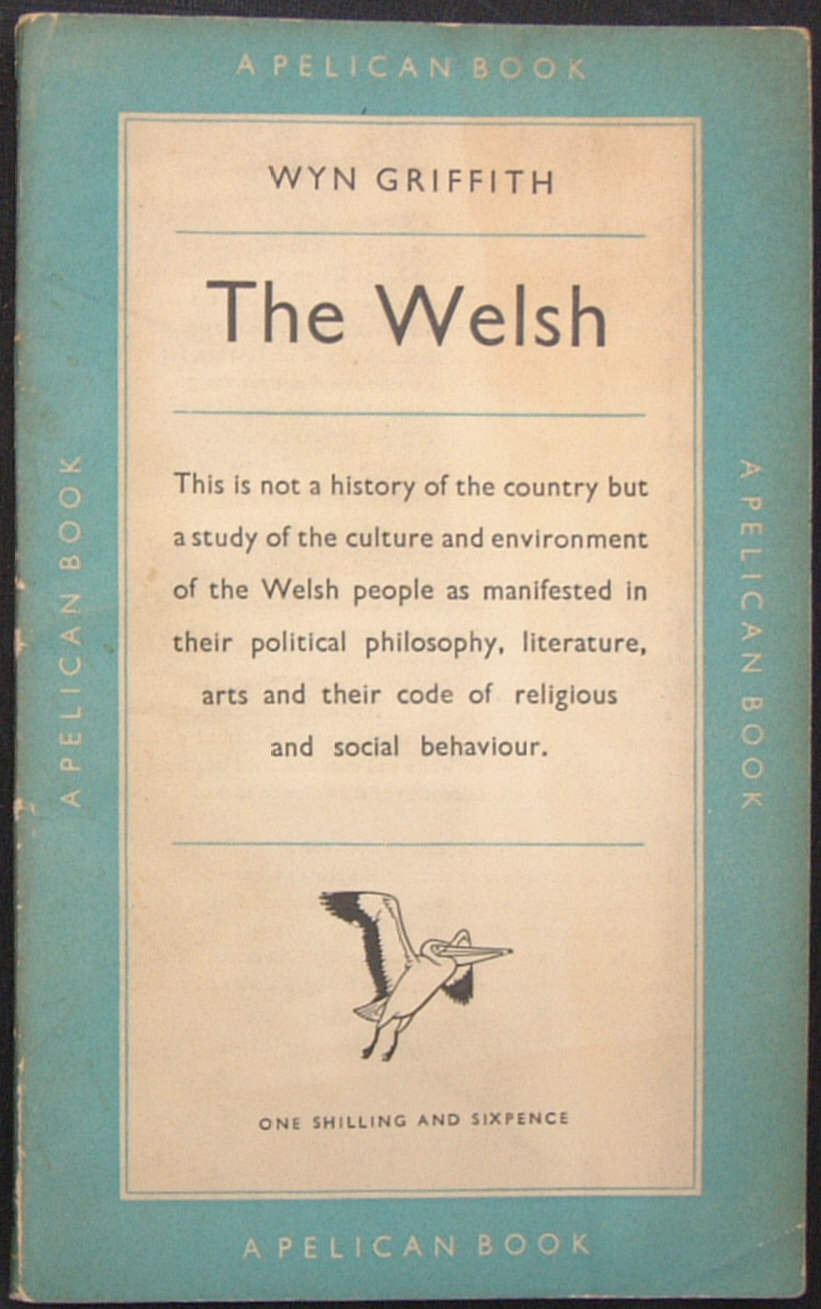 A PELICAN BOOK
WYN GRIFFITH
The Welsh
This is not a history of the country but
a study of the culture and environment
of the Welsh people as manifested in
their political philosophy, literature,
arts and their code of religious
and social behaviour.
A PELICAN BOOK
A PELICAN BOOK
ONE SHILLING AND SIXPENCE
A PELICAN BOOK